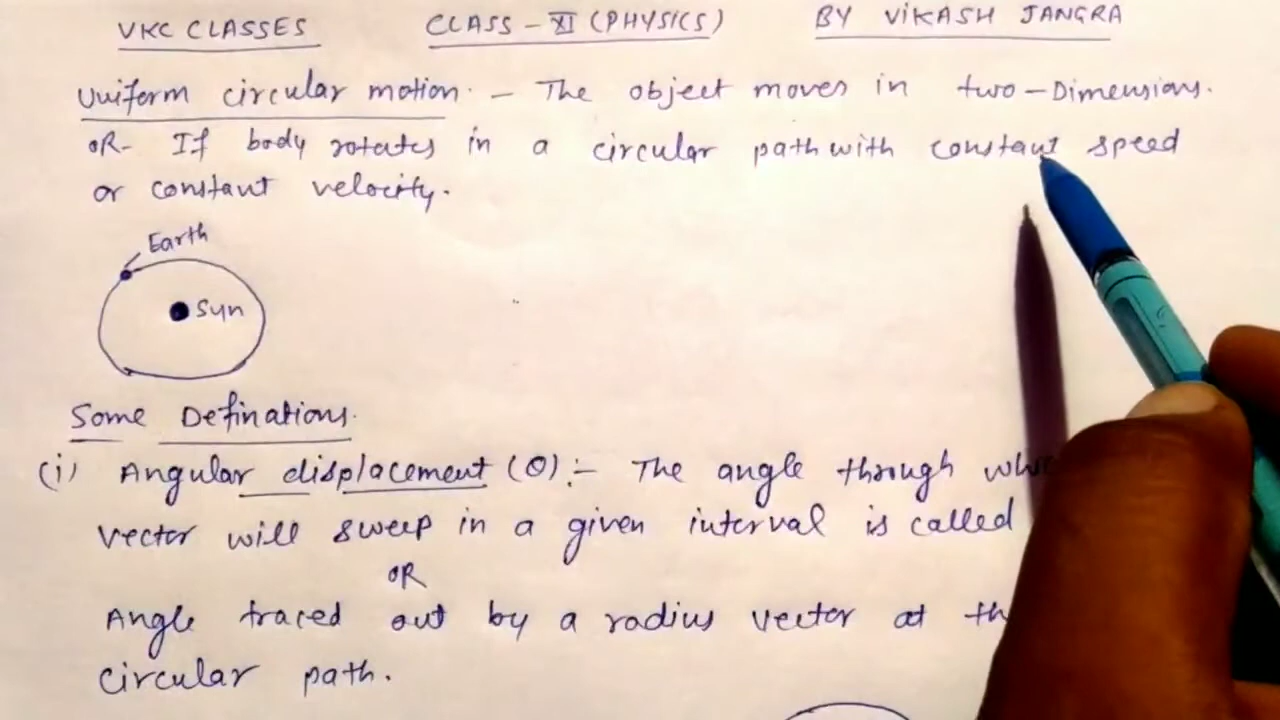 VKC CLASSES CLASS - XI (PHYSICS) BY VIKASH JANGRA
Uniform circular motion. - The object moves in two - Dimensions.
OR - If body rotates in a circular path with constant speed
or constant velocity.
Earth
Sun
Some Definations.
(i) Angular displacement (θ) :- The angle through
vector will sweep in a given interval is called
OR
Angle traced out by a radius vector at
circular path.